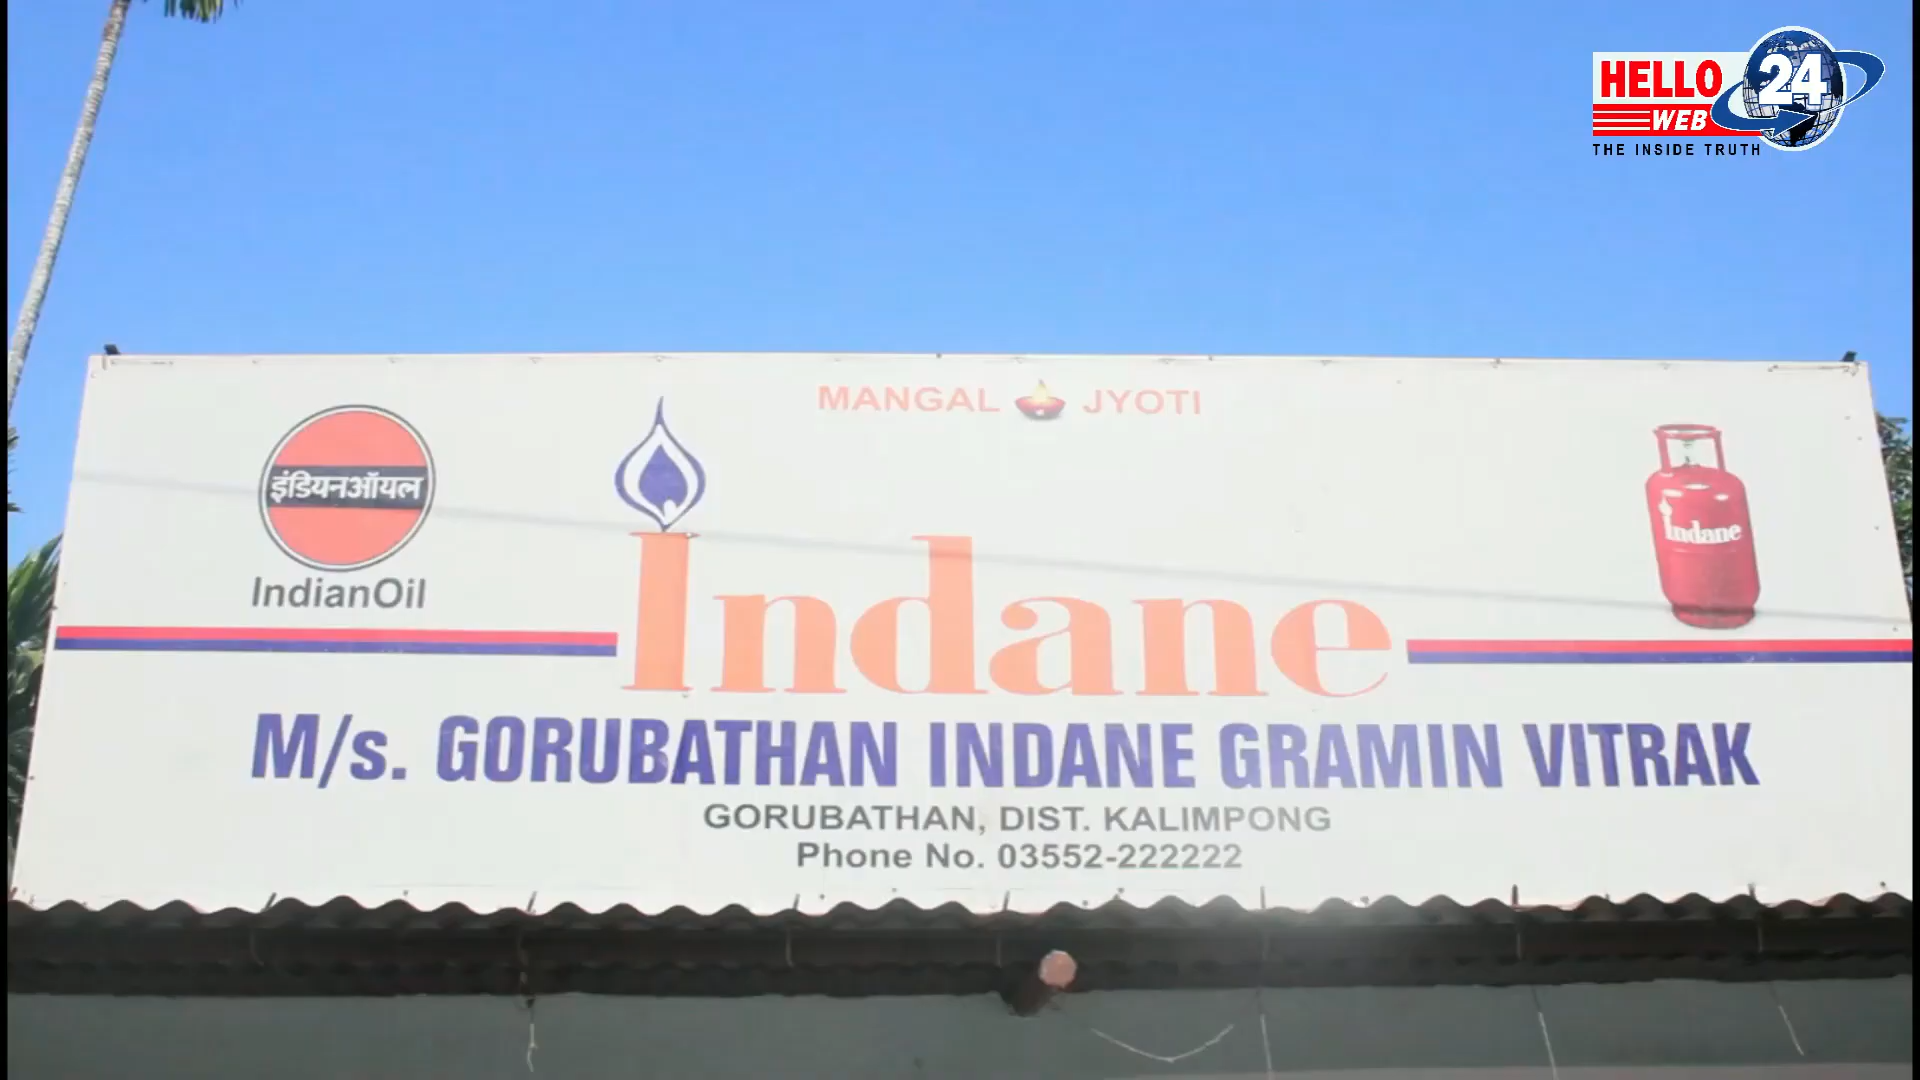 HELLO 24
WEB
THE INSIDE TRUTH
MANGAL JYOTI
इंडियनऑयल
IndianOil
Indane
Indane
M/s. GORUBATHAN INDANE GRAMIN VITRAK
GORUBATHAN, DIST. KALIMPONG
Phone No. 03552-222222